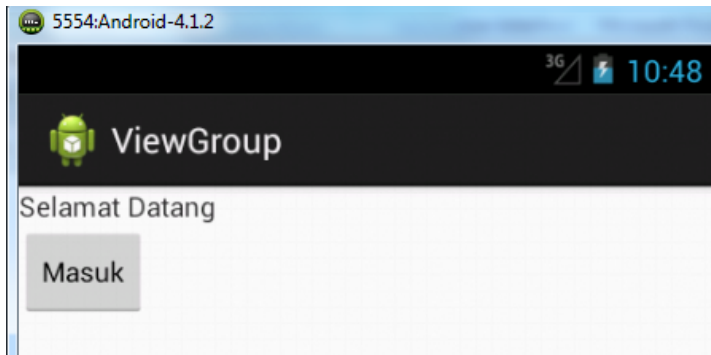 5554:Android-4.1.2
3G 10:48
ViewGroup
Selamat Datang
Masuk